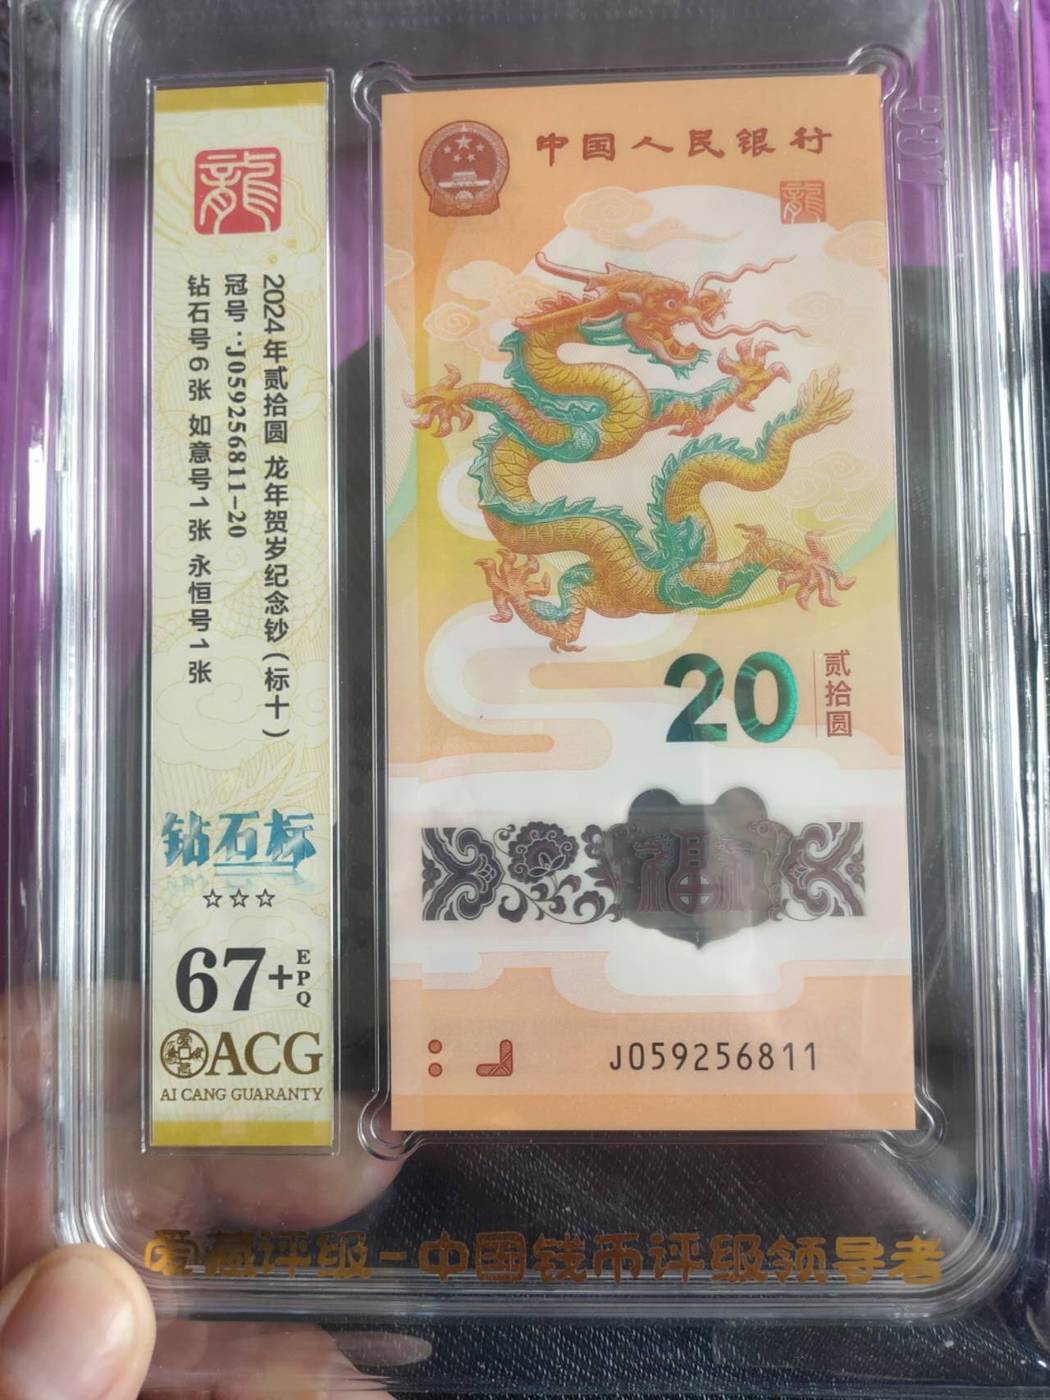 龍
2024年贰拾圆 龙年贺岁纪念钞(标十)
冠号:J059256811-20
钻石号6张 如意号1张 永恒号1张
钻石标
☆☆☆
67+
EPQ
ACG
AI CANG GUARANTY
中国人民银行
龍
20
贰拾圆
福
J059256811
ACG
爱藏评级-中国钱币评级领导者